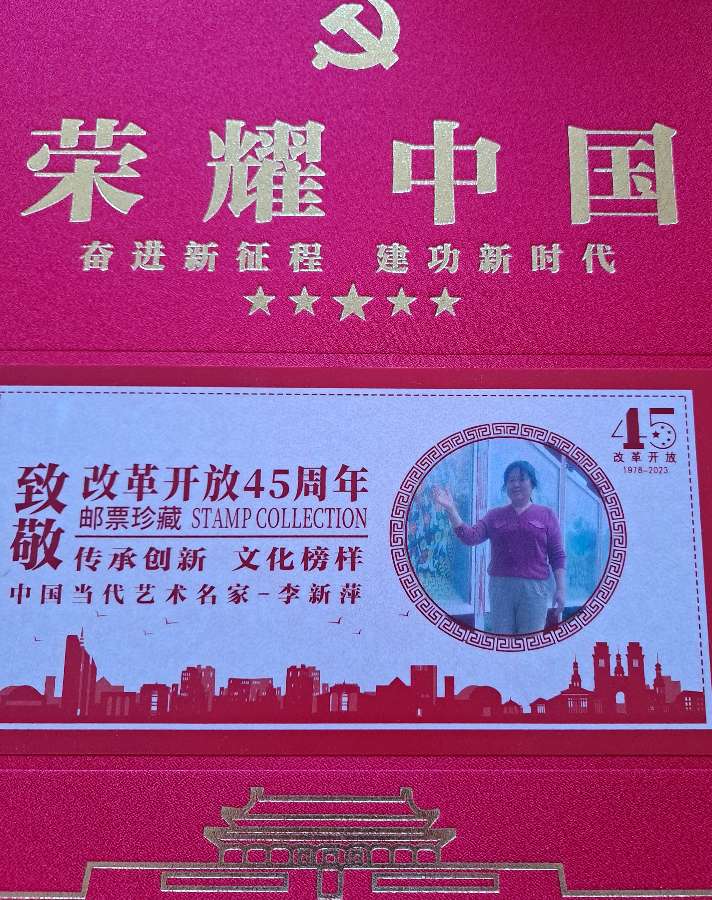 荣耀中国
奋进新征程 建功新时代
45
改革开放
1978-2023
致敬
改革开放45周年
邮票珍藏 STAMP COLLECTION
传承创新 文化榜样
中国当代艺术名家-李新萍